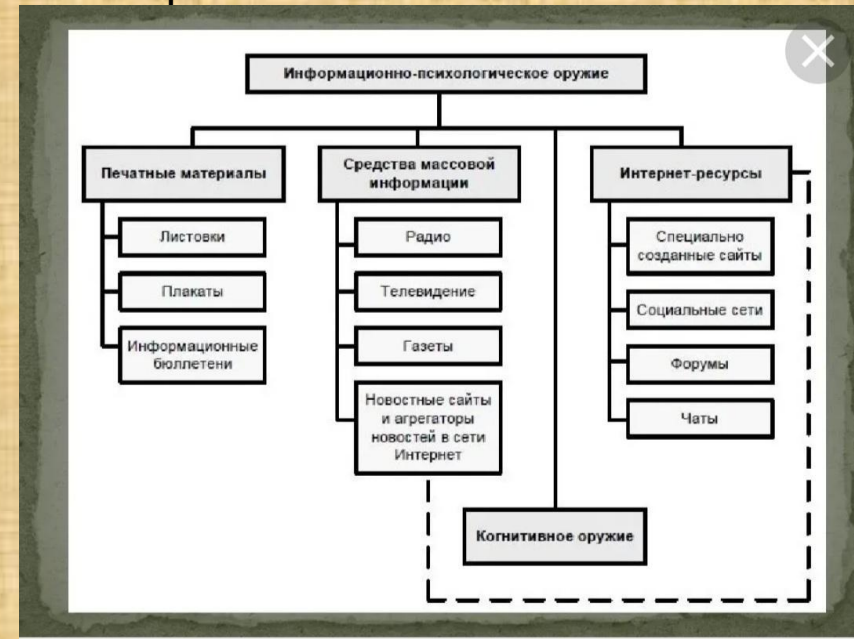 Информационно-психологическое оружие
Печатные материалы
Листовки
Плакаты
Информационные
бюллетени
Средства массовой
информации
Радио
Телевидение
Газеты
Новостные сайты
и агрегаторы
новостей в сети
Интернет
Интернет-ресурсы
Специально
созданные сайты
Социальные сети
Форумы
Чаты
Когнитивное оружие